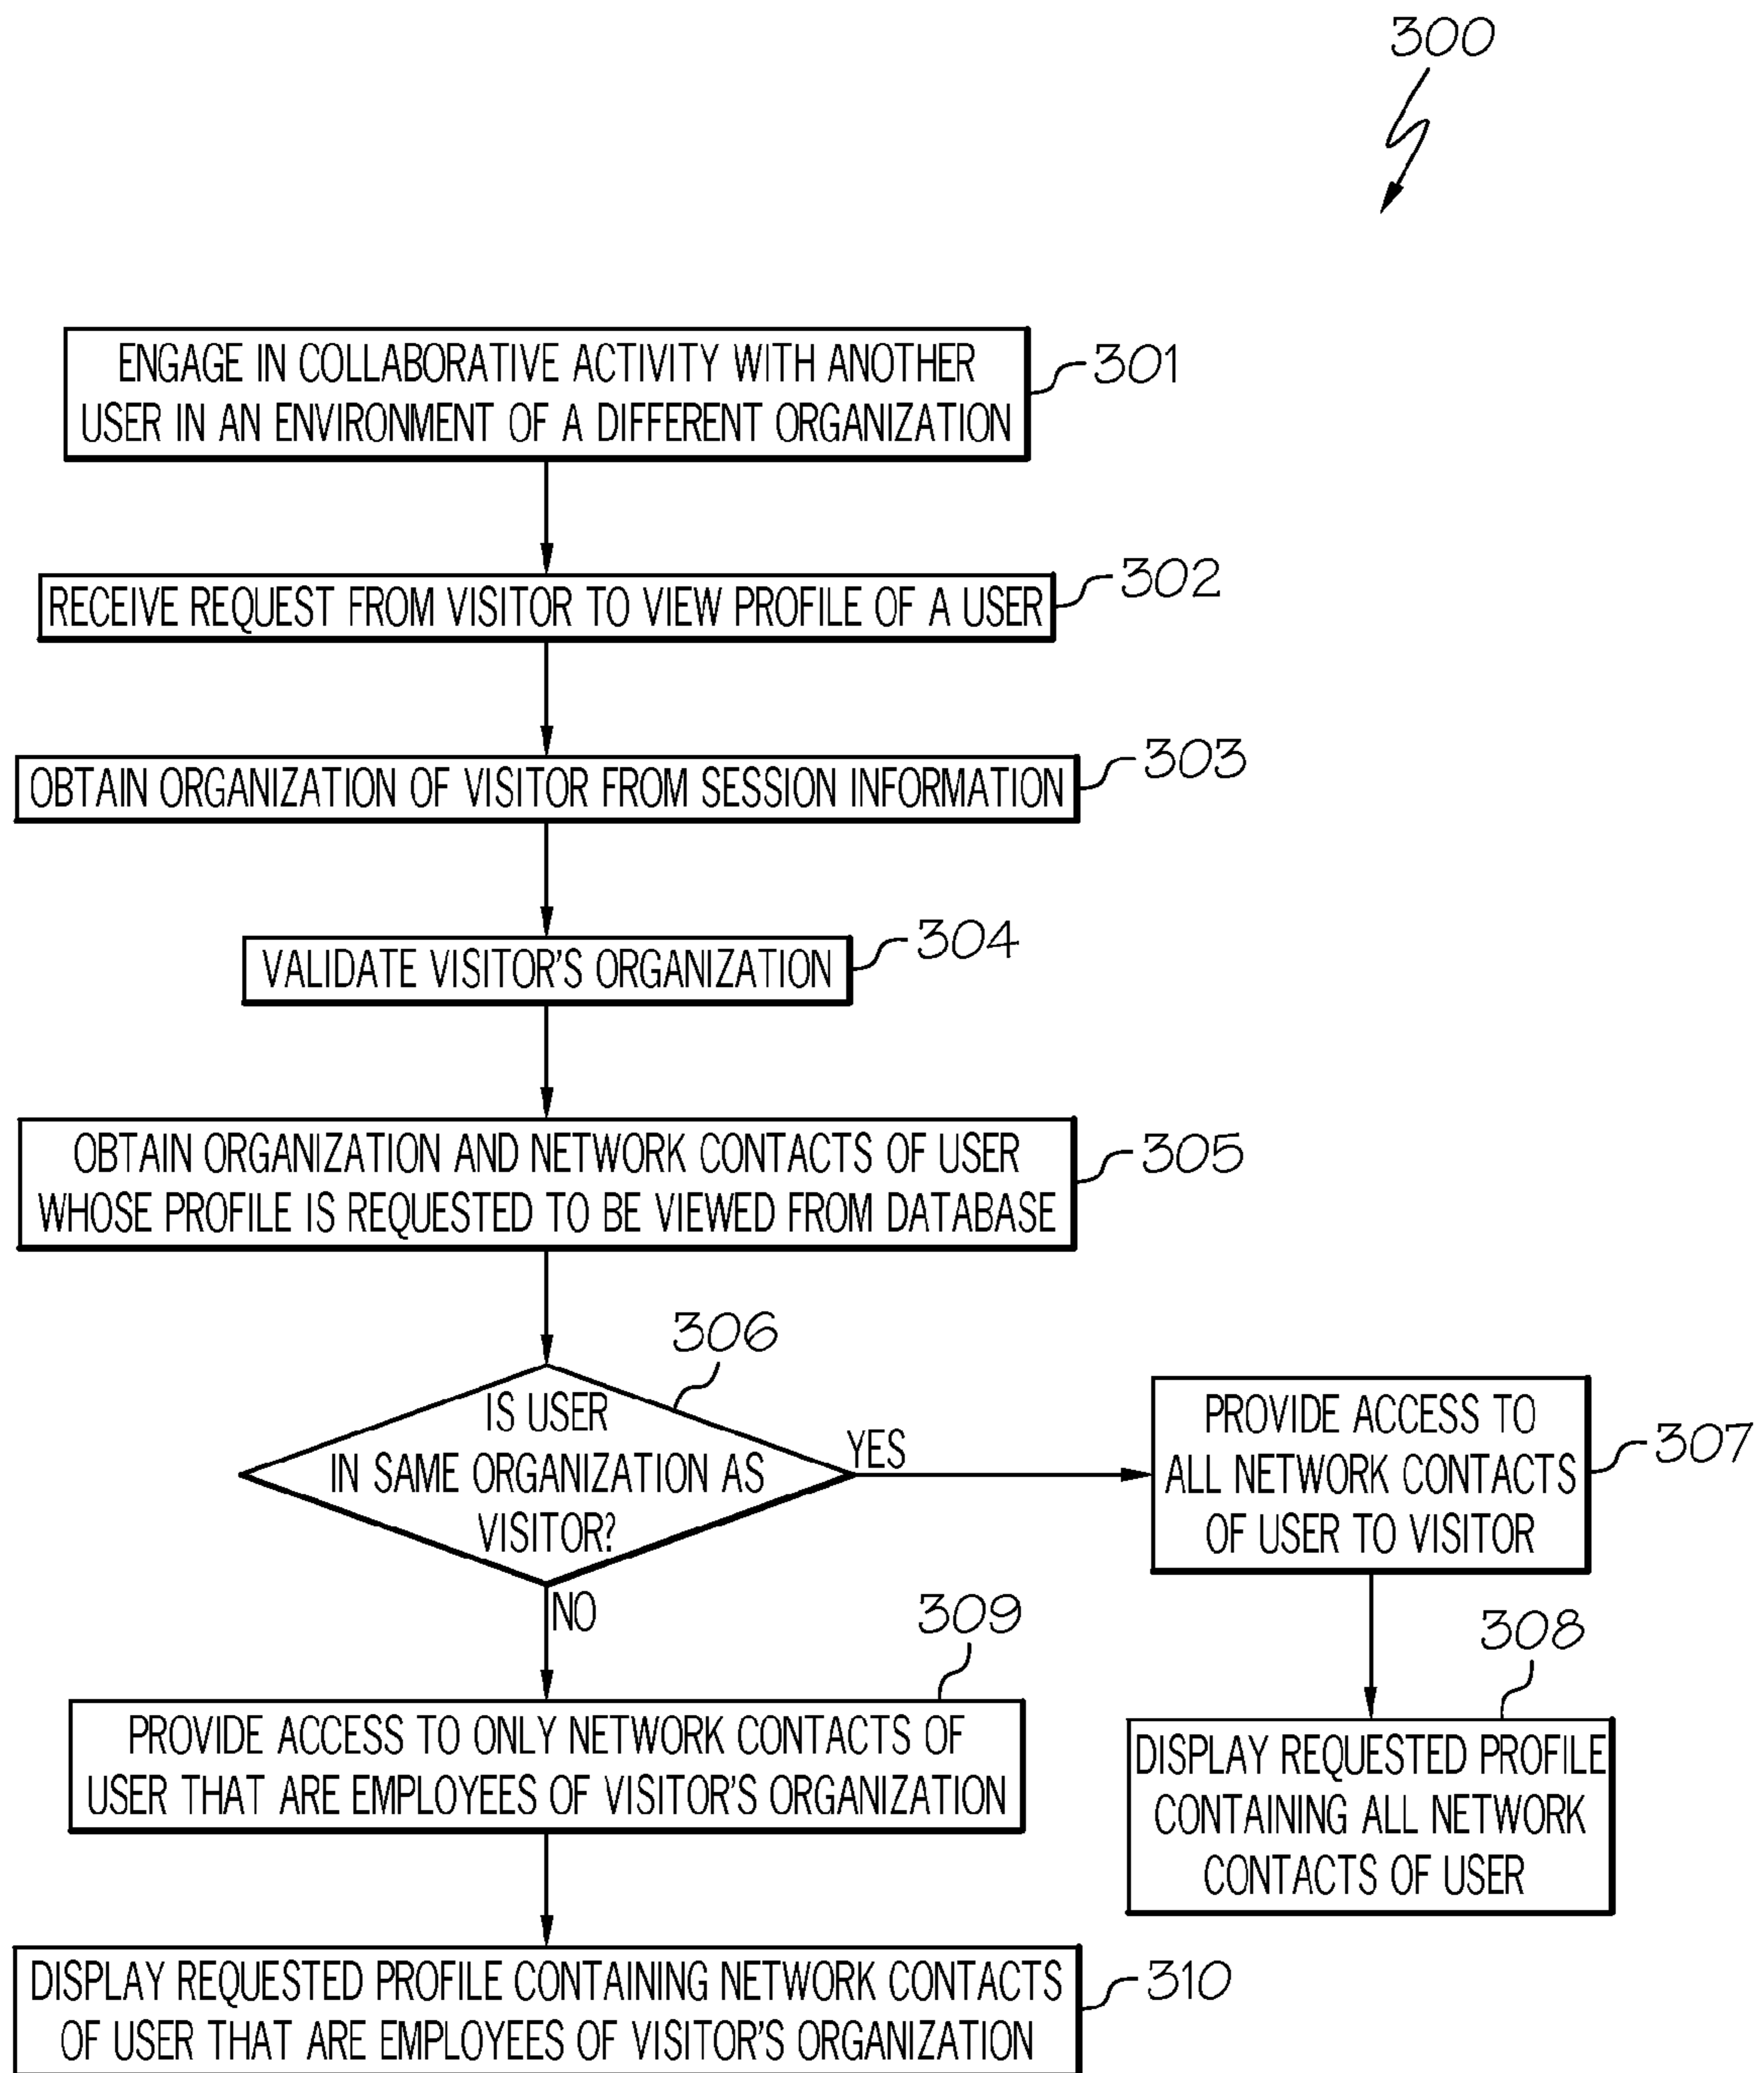 300
ENGAGE IN COLLABORATIVE ACTIVITY WITH ANOTHER
USER IN AN ENVIRONMENT OF A DIFFERENT ORGANIZATION
301
RECEIVE REQUEST FROM VISITOR TO VIEW PROFILE OF A USER
302
OBTAIN ORGANIZATION OF VISITOR FROM SESSION INFORMATION
303
VALIDATE VISITOR'S ORGANIZATION
304
OBTAIN ORGANIZATION AND NETWORK CONTACTS OF USER
WHOSE PROFILE IS REQUESTED TO BE VIEWED FROM DATABASE
305
306
IS USER
IN SAME ORGANIZATION AS
VISITOR?
YES
NO
PROVIDE ACCESS TO
ALL NETWORK CONTACTS
OF USER TO VISITOR
307
308
DISPLAY REQUESTED PROFILE
CONTAINING ALL NETWORK
CONTACTS OF USER
309
PROVIDE ACCESS TO ONLY NETWORK CONTACTS OF
USER THAT ARE EMPLOYEES OF VISITOR'S ORGANIZATION
DISPLAY REQUESTED PROFILE CONTAINING NETWORK CONTACTS
OF USER THAT ARE EMPLOYEES OF VISITOR'S ORGANIZATION
310